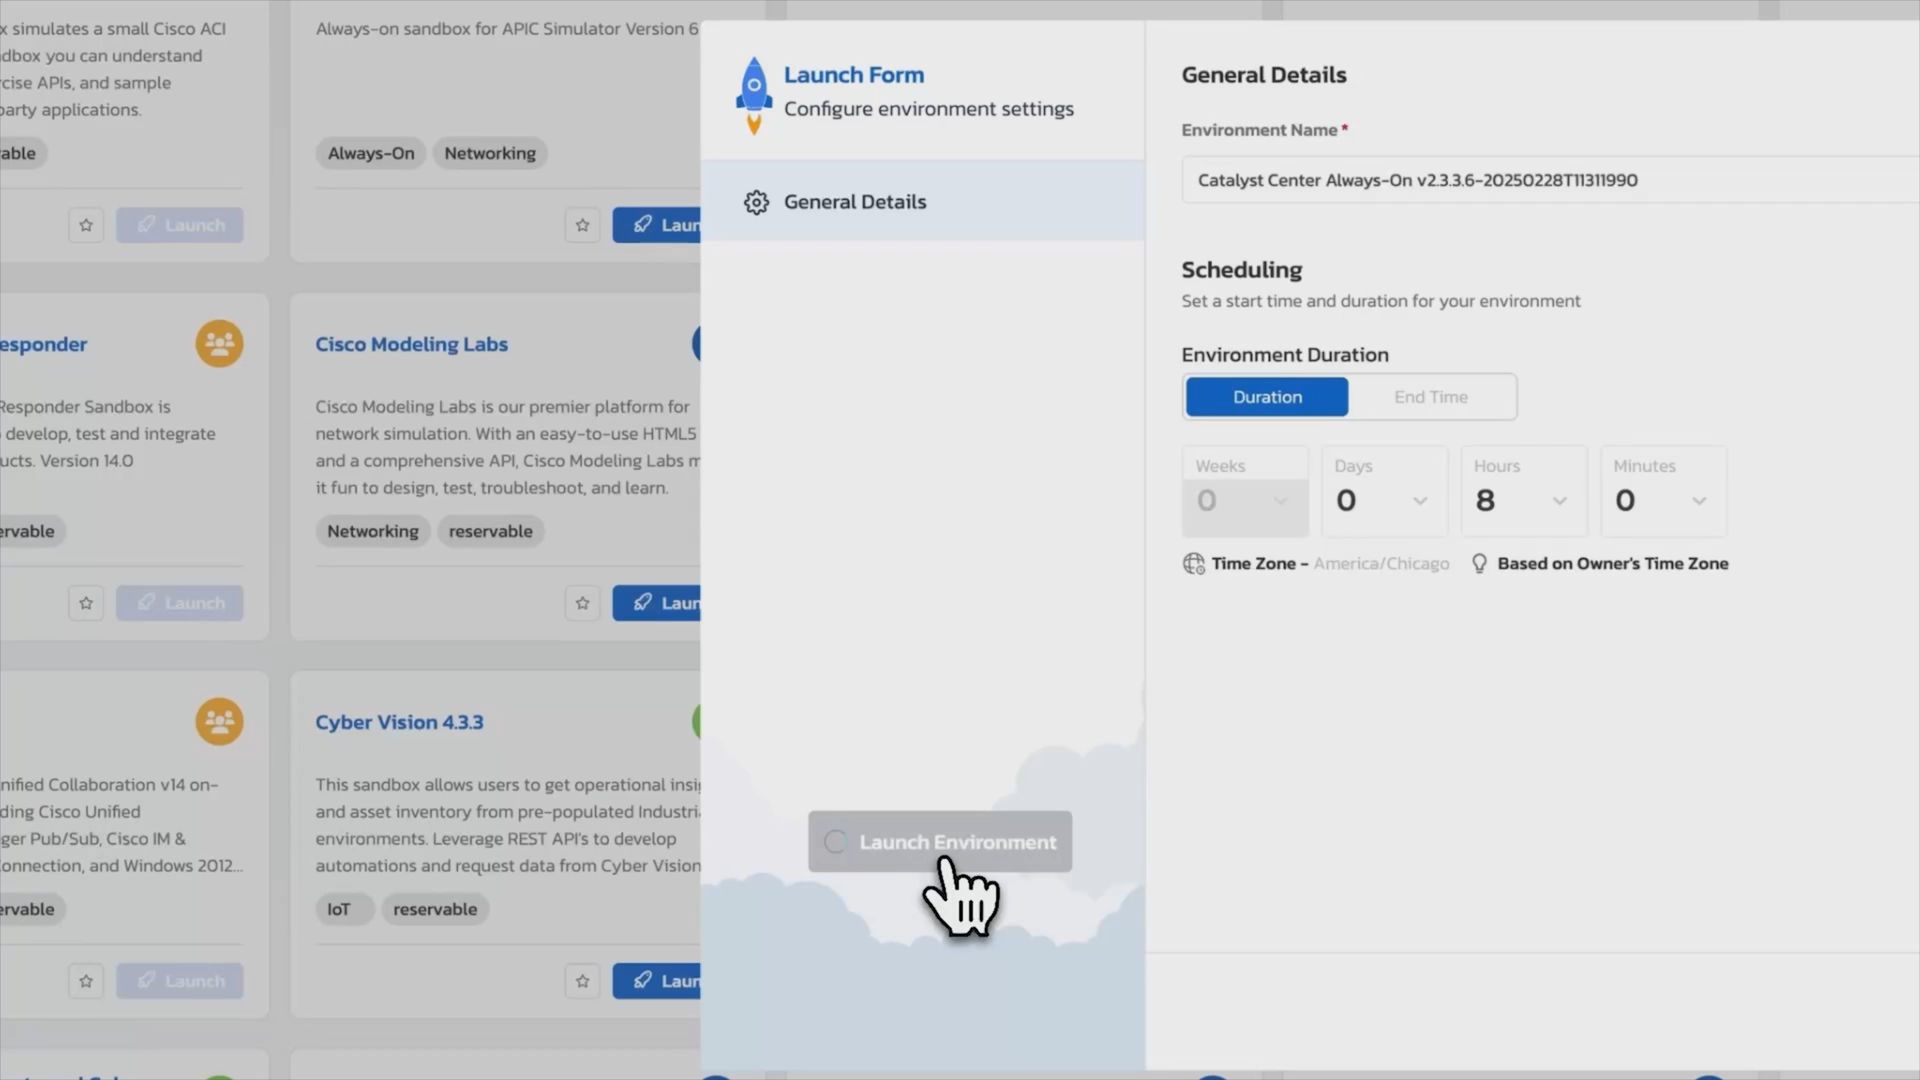 x simulates a small Cisco ACI
dbox you can understand
cise APIs, and sample
party applications.
able
Launch
Always-on sandbox for APIC Simulator Version 6
Always-On
Networking
Laun
esponder
Responder Sandbox is
develop, test and integrate
ucts. Version 14.0
ervable
Launch
Cisco Modeling Labs
Cisco Modeling Labs is our premier platform for
network simulation. With an easy-to-use HTML5
and a comprehensive API, Cisco Modeling Labs m
it fun to design, test, troubleshoot, and learn.
Networking
reservable
Laun
nified Collaboration v14 on-
ding Cisco Unified
ger Pub/Sub, Cisco IM &
onnection, and Windows 2012...
ervable
Launch
Cyber Vision 4.3.3
This sandbox allows users to get operational insi
and asset inventory from pre-populated Industri
environments. Leverage REST API's to develop
automations and request data from Cyber Vision
IoT
reservable
Laun
Launch Form
Configure environment settings
General Details
Launch Environment
General Details
Environment Name *
Catalyst Center Always-On v2.3.3.6-20250228T11311990
Scheduling
Set a start time and duration for your environment
Environment Duration
Duration
End Time
Weeks
0
Days
0
Hours
8
Minutes
0
Time Zone - America/Chicago
Based on Owner's Time Zone